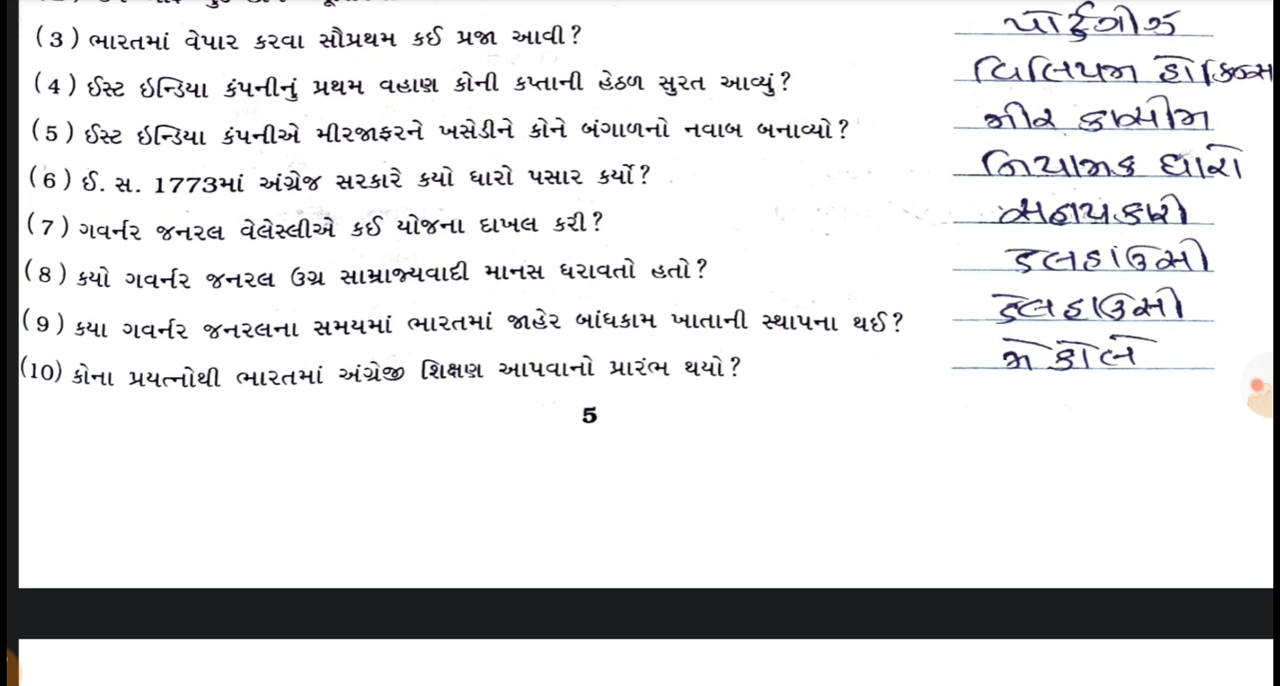 (3) ભારતમાં વેપાર કરવા સૌપ્રથમ કઈ પ્રજા આવી? પોર્ટુગીઝ
(4) ઈસ્ટ ઇન્ડિયા કંપનીનું પ્રથમ વહાણ કોની કપ્તાની હેઠળ સુરત આવ્યું? વિલિયમ હોકિન્સ
(5) ઈસ્ટ ઇન્ડિયા કંપનીએ મીરજાફરને ખસેડીને કોને બંગાળનો નવાબ બનાવ્યો? મીર કાસીમ
(6) ઈ. સ. 1773માં અંગ્રેજ સરકારે કયો ધારો પસાર કર્યો? નિયામક ધારો
(7) ગવર્નર જનરલ વેલેસ્લીએ કઈ યોજના દાખલ કરી? સહાયકારી
(8) કયો ગવર્નર જનરલ ઉગ્ર સામ્રાજ્યવાદી માનસ ધરાવતો હતો? ડલહાઉસી
(9) કયા ગવર્નર જનરલના સમયમાં ભારતમાં જાહેર બાંધકામ ખાતાની સ્થાપના થઈ? ડલહાઉસી
(10) કોના પ્રયત્નોથી ભારતમાં અંગ્રેજી શિક્ષણ આપવાનો પ્રારંભ થયો? મેકોલે
5